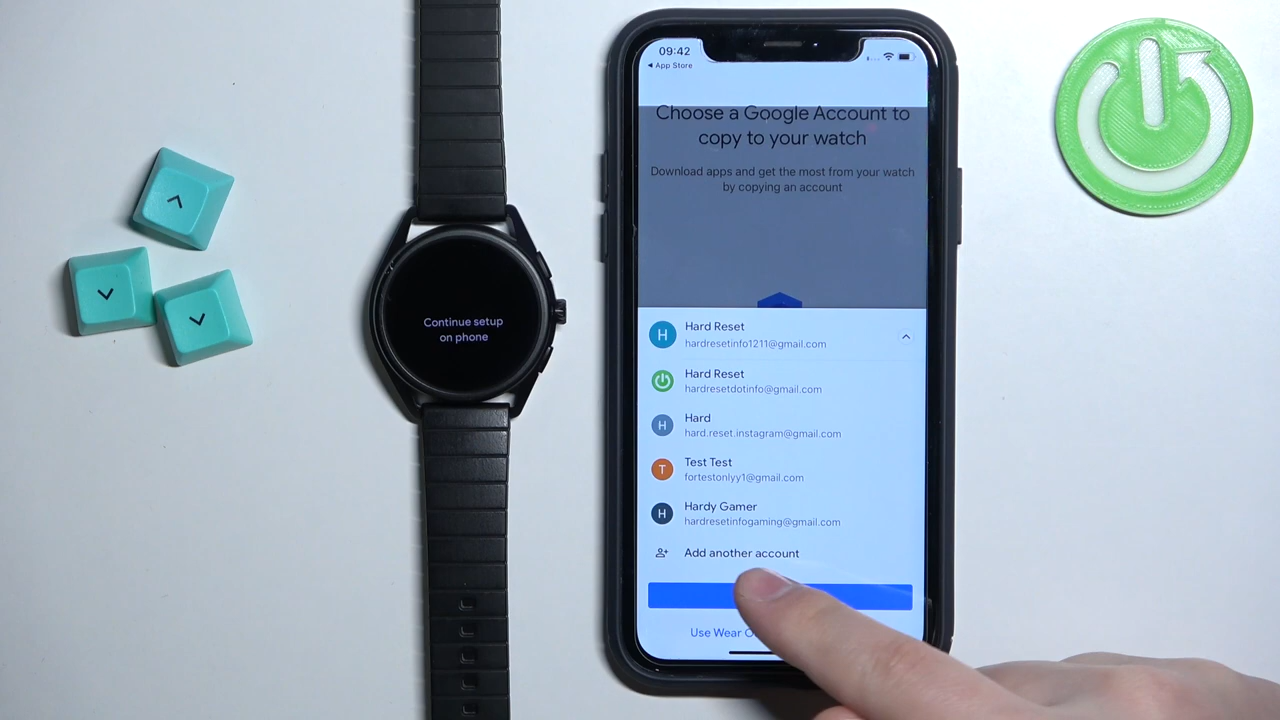 09:42
App Store
Choose a Google Account to
copy to your watch
Download apps and get the most from your watch
by copying an account
Continue setup
on phone
H
Hard Reset
hardresetinfo1211@gmail.com
Hard Reset
hardresetdotinfo@gmail.com
H
Hard
hard.reset.instagram@gmail.com
T
Test Test
fortestonlyy1@gmail.com
H
Hardy Gamer
hardresetinfogaming@gmail.com
Add another account
Use Wear